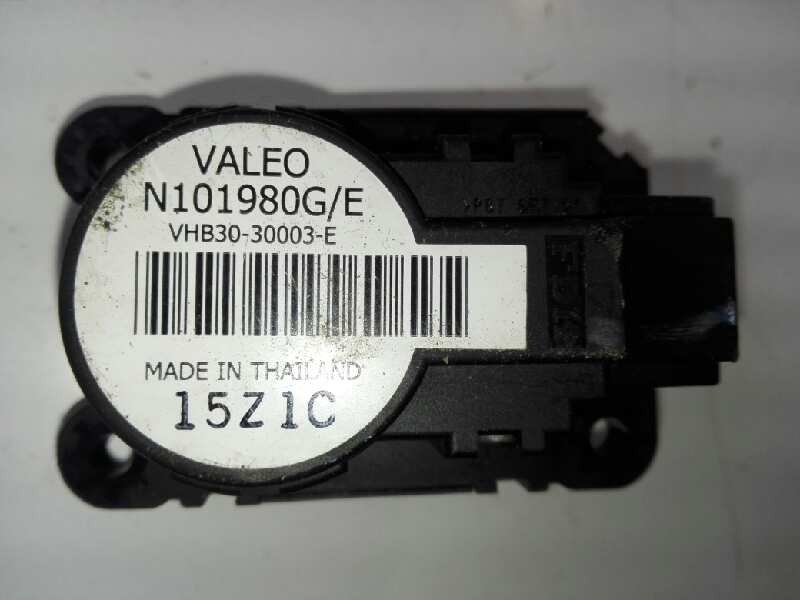 VALEO
N101980G/E
VHB30-30003-E
MADE IN THAILAND
15Z1C